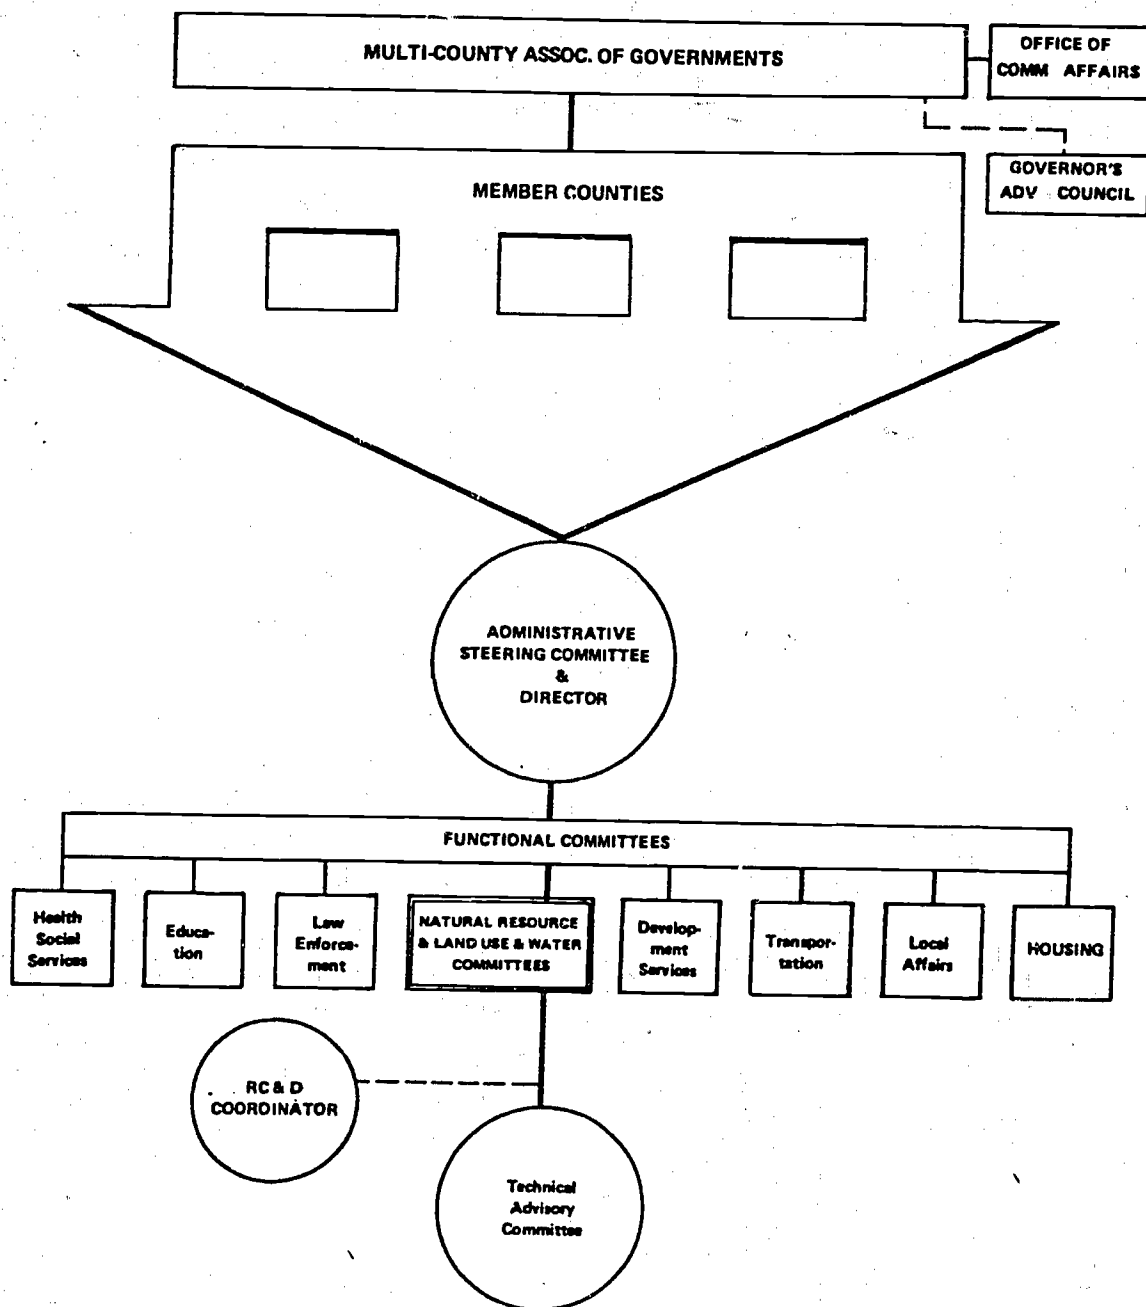 MULTI-COUNTY ASSOC. OF GOVERNMENTS
OFFICE OF
COMM AFFAIRS
GOVERNOR'S
ADV COUNCIL
MEMBER COUNTIES
ADMINISTRATIVE
STEERING COMMITTEE
&
DIRECTOR
FUNCTIONAL COMMITTEES
Health
Social
Services
Educa-
tion
Law
Enforce-
ment
NATURAL RESOURCE
& LAND USE & WATER
COMMITTEES
Develop-
ment
Services
Transpor-
tation
Local
Affairs
HOUSING
RC & D
COORDINATOR
Technical
Advisory
Committee